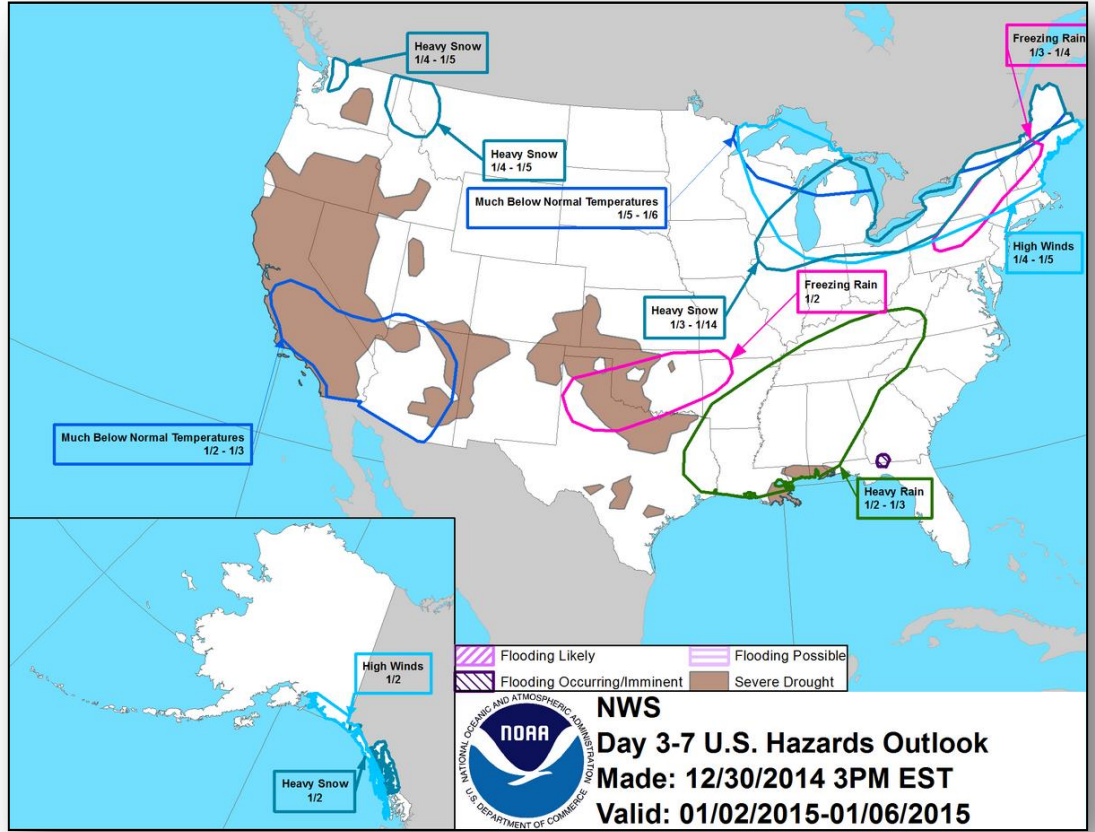 Heavy Snow
1/4 - 1/5
Freezing Rain
1/3 - 1/4
Heavy Snow
1/4 - 1/5
Much Below Normal Temperatures
1/5 - 1/6
High Winds
1/4 - 1/5
Freezing Rain
1/2
Heavy Snow
1/3 - 1/14
Much Below Normal Temperatures
1/2 - 1/3
Heavy Rain
1/2 - 1/3
High Winds
1/2
Heavy Snow
1/2
Flooding Likely
Flooding Possible
Flooding Occurring/Imminent
Severe Drought
NATIONAL OCEANIC AND ATMOSPHERIC ADMINISTRATION
NOAA
U.S. DEPARTMENT OF COMMERCE
NWS
Day 3-7 U.S. Hazards Outlook
Made: 12/30/2014 3PM EST
Valid: 01/02/2015-01/06/2015